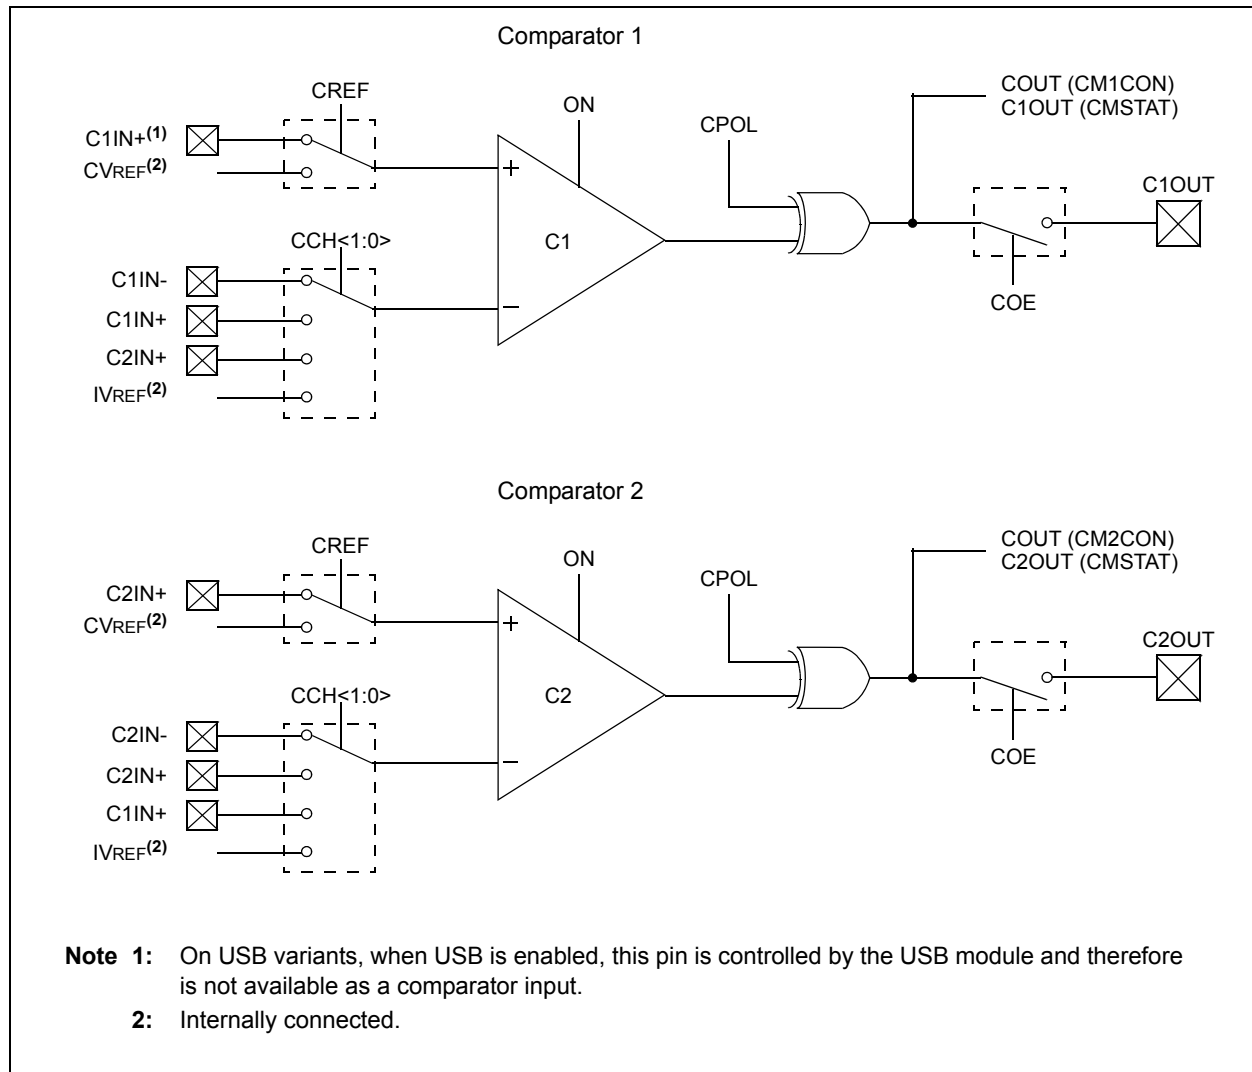 Comparator 1
CREF
ON
COUT (CM1CON)
C1OUT (CMSTAT)
CPOL
C1IN+(1)
CVREF(2)
C1OUT
+
CCH<1:0>
C1
C1IN-
COE
C1IN+
−
C2IN+
IVREF(2)
Comparator 2
CREF
ON
COUT (CM2CON)
C2OUT (CMSTAT)
CPOL
C2IN+
CVREF(2)
C2OUT
+
CCH<1:0>
C2
C2IN-
COE
C2IN+
−
C1IN+
IVREF(2)
Note 1: On USB variants, when USB is enabled, this pin is controlled by the USB module and therefore
is not available as a comparator input.
2: Internally connected.